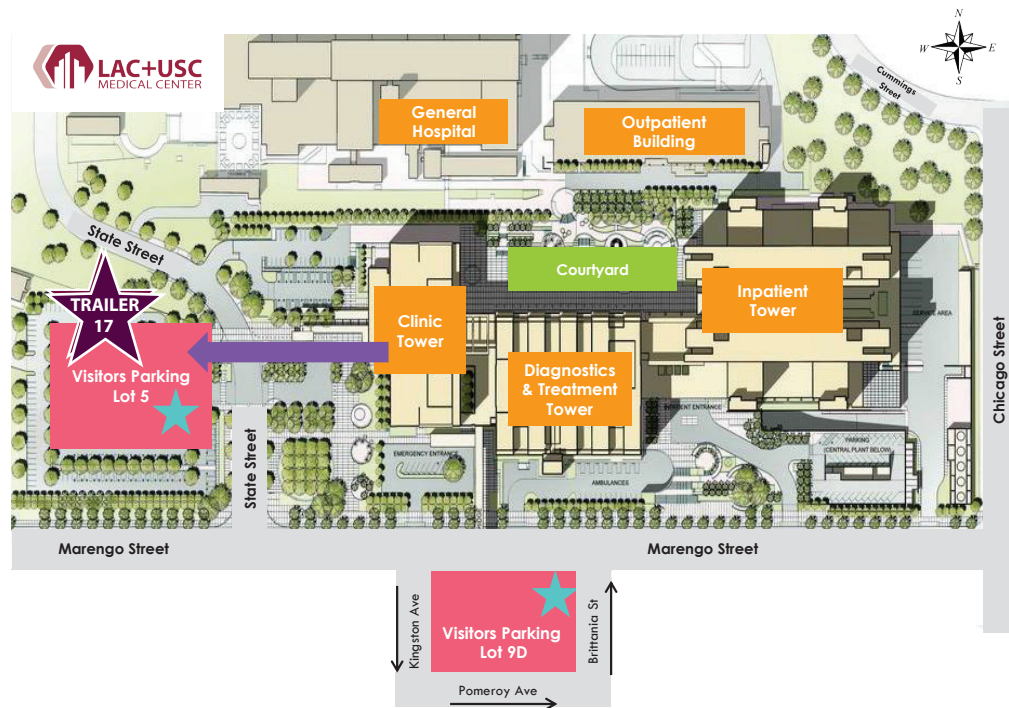 N
W
E
S
LAC+USC
MEDICAL CENTER
Cummings
Street
General
Hospital
Outpatient
Building
State Street
Courtyard
TRAILER
17
Clinic
Tower
Inpatient
Tower
SERVICE AREA
Chicago Street
Visitors Parking
Lot 5
Diagnostics
& Treatment
Tower
PARKING
(CENTRAL PLANT BELOW)
EMERGENCY ENTRANCE
AMBULANCES
State Street
Marengo Street
Marengo Street
Kingston Ave
Visitors Parking
Lot 9D
Brittania St
Pomeroy Ave